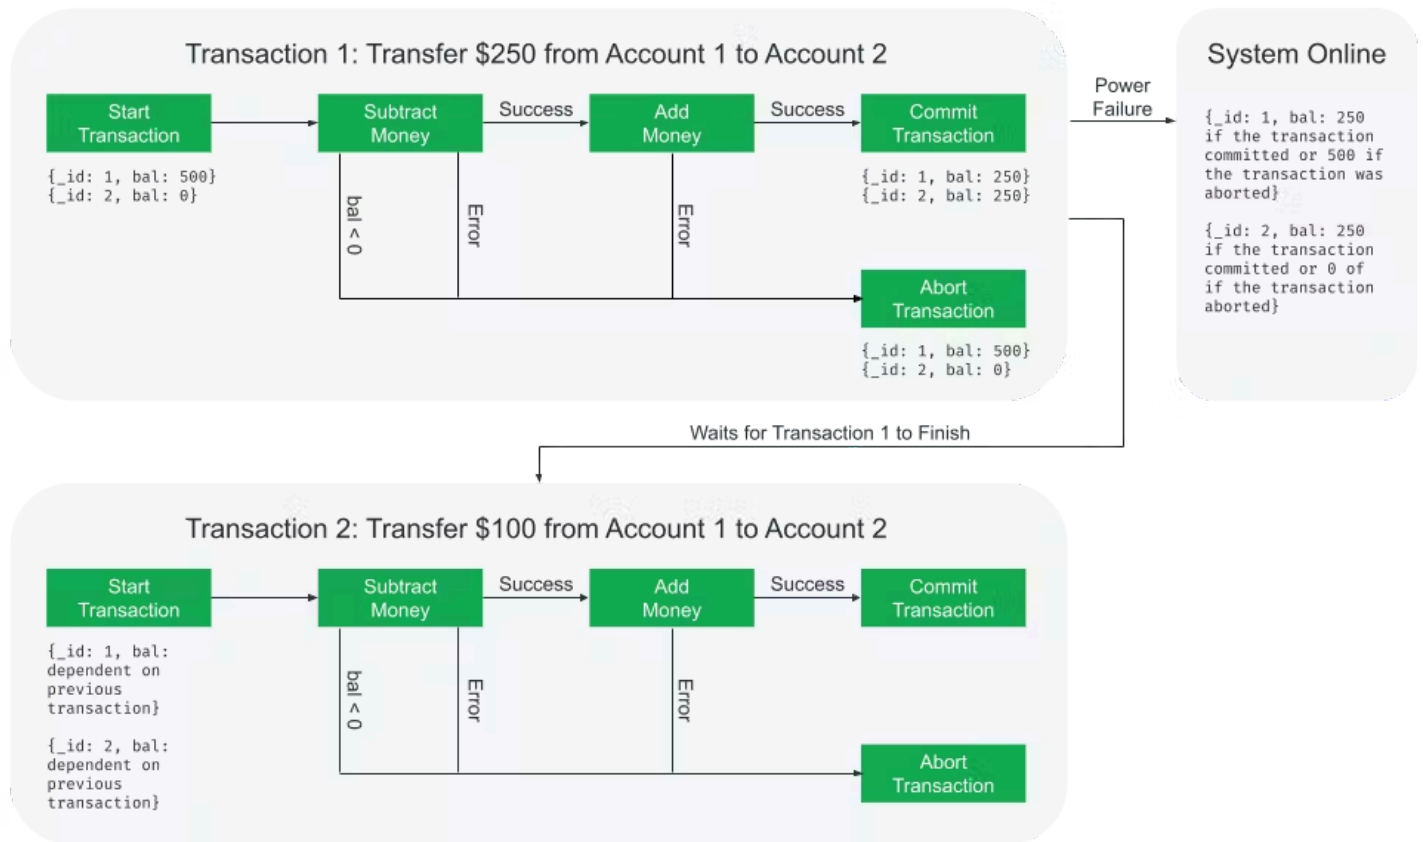 Transaction 1: Transfer $250 from Account 1 to Account 2
Start
Transaction
{_id: 1, bal: 500}
{_id: 2, bal: 0}
Subtract
Money
Success
Add
Money
Success
Commit
Transaction
{_id: 1, bal: 250}
{_id: 2, bal: 250}
bal < 0
Error
Error
Abort
Transaction
{_id: 1, bal: 500}
{_id: 2, bal: 0}
Power
Failure
System Online
{_id: 1, bal: 250
if the transaction
committed or 500 if
the transaction was
aborted}
{_id: 2, bal: 250
if the transaction
committed or 0 of
if the transaction
aborted}
Waits for Transaction 1 to Finish
Transaction 2: Transfer $100 from Account 1 to Account 2
Start
Transaction
{_id: 1, bal:
dependent on
previous
transaction}
{_id: 2, bal:
dependent on
previous
transaction}
Subtract
Money
Success
Add
Money
Success
Commit
Transaction
bal < 0
Error
Error
Abort
Transaction